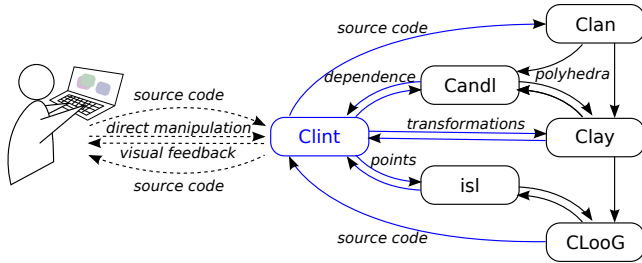 source code
Clan
dependence
Candl
polyhedra
source code
direct manipulation
Clint
transformations
Clay
visual feedback
points
source code
isl
source code
CLooG